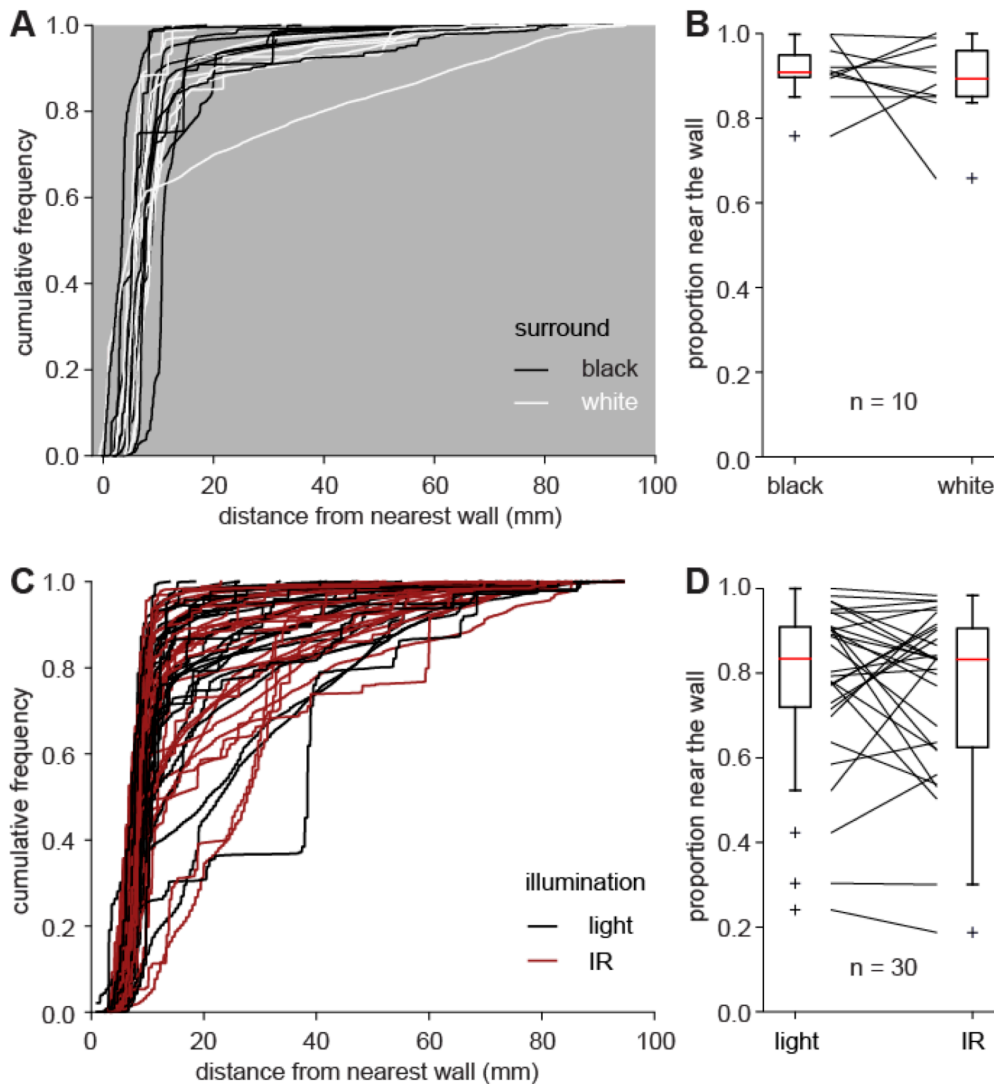 A
1.0
0.8
0.6
0.4
0.2
0.0
cumulative frequency
surround
black
white
0
20
40
60
80
100
distance from nearest wall (mm)
B
1.0
0.8
0.6
0.4
0.2
0.0
proportion near the wall
n = 10
black
white
C
1.0
0.8
0.6
0.4
0.2
0.0
cumulative frequency
illumination
light
IR
0
20
40
60
80
100
distance from nearest wall (mm)
D
1.0
0.8
0.6
0.4
0.2
0.0
proportion near the wall
n = 30
light
IR